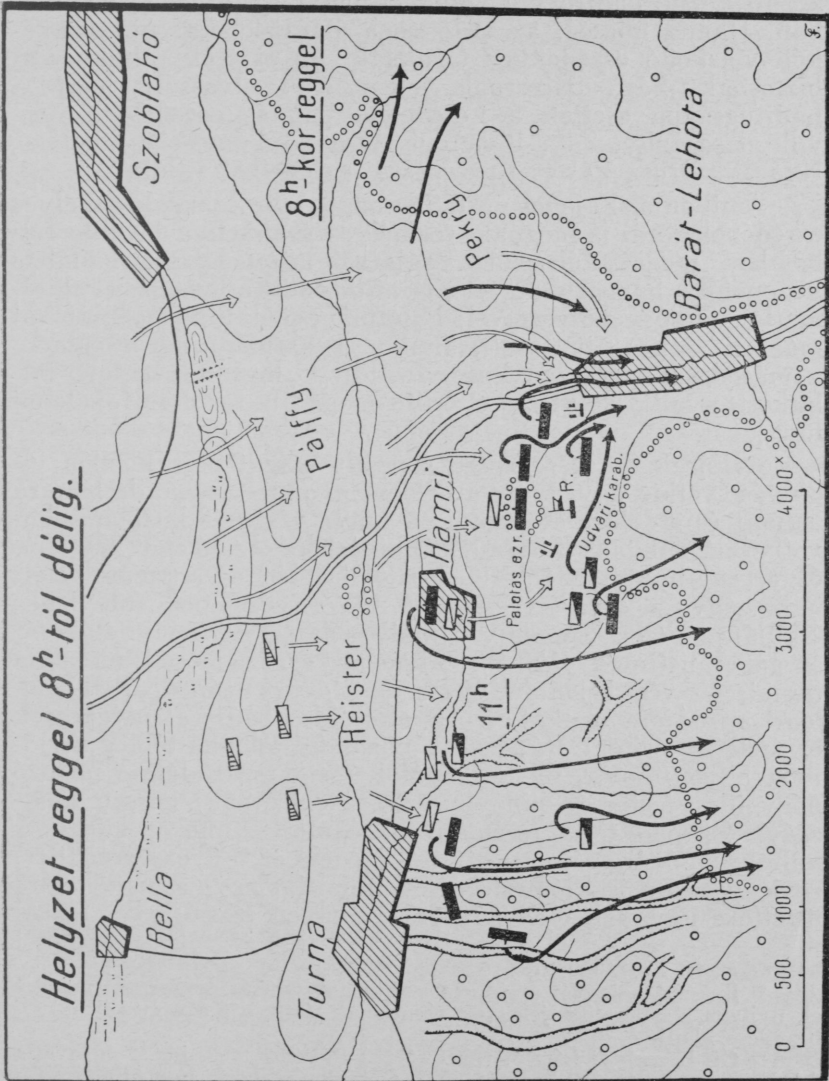 Helyzet reggel 8ʰ-tól délig.
Szoblahó
8ʰ-kor reggel
Bella
Pálffy
Pekry
Heister
Turna
Hamri
Barát-Lehota
11ʰ
Palotás ezr.
R.
Udvari karab.
0 500 1000 2000 3000 4000 x